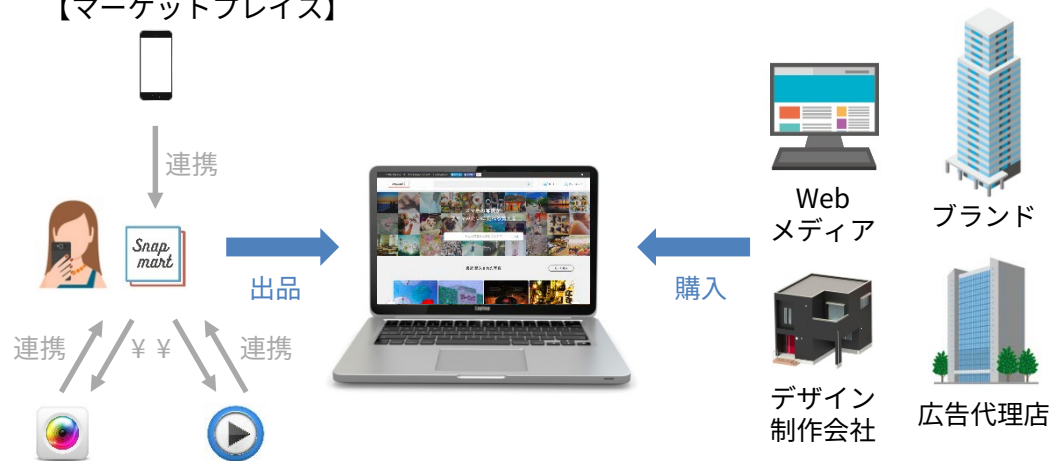 【マーケットプレイス】
連携
Snap
mart
出品
連携
¥ ¥
連携
購入
Web
メディア
ブランド
デザイン
制作会社
広告代理店